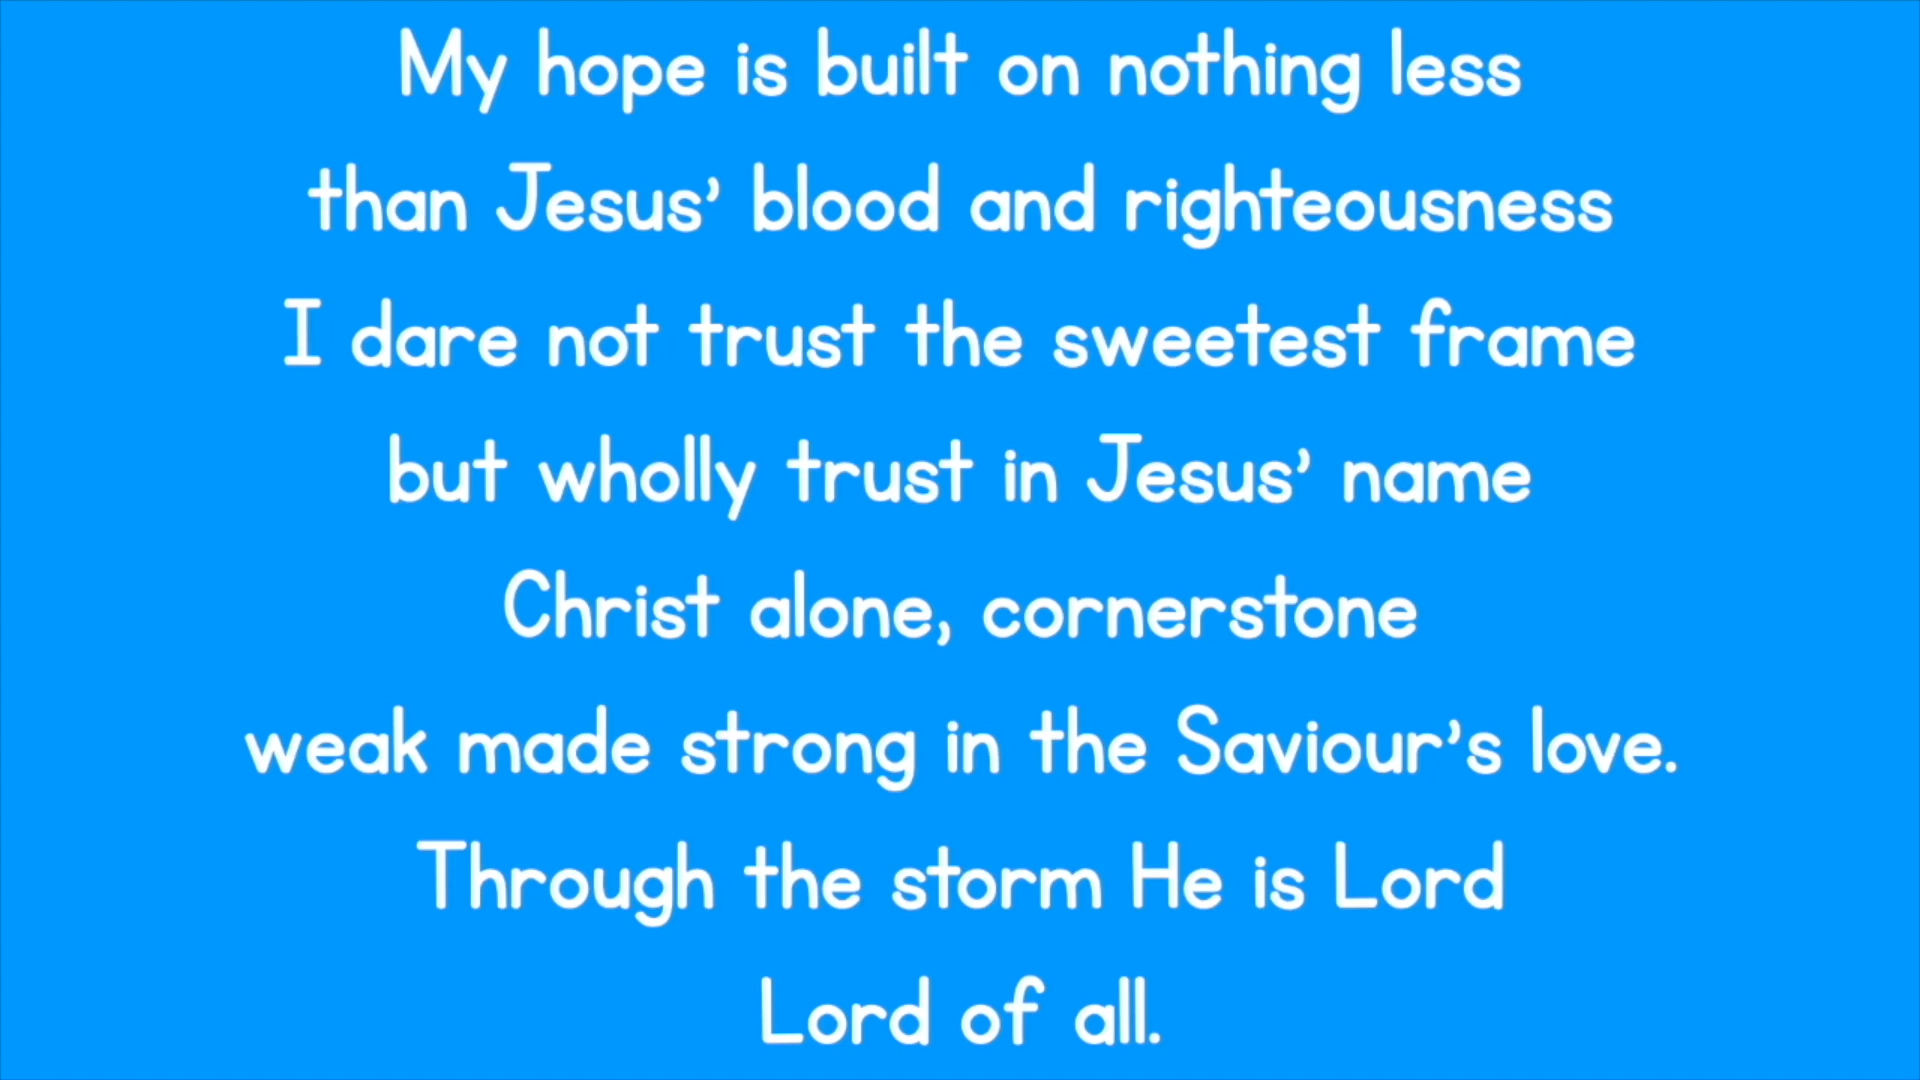 My hope is built on nothing less
than Jesus’ blood and righteousness
I dare not trust the sweetest frame
but wholly trust in Jesus’ name
Christ alone, cornerstone
weak made strong in the Saviour’s love.
Through the storm He is Lord
Lord of all.